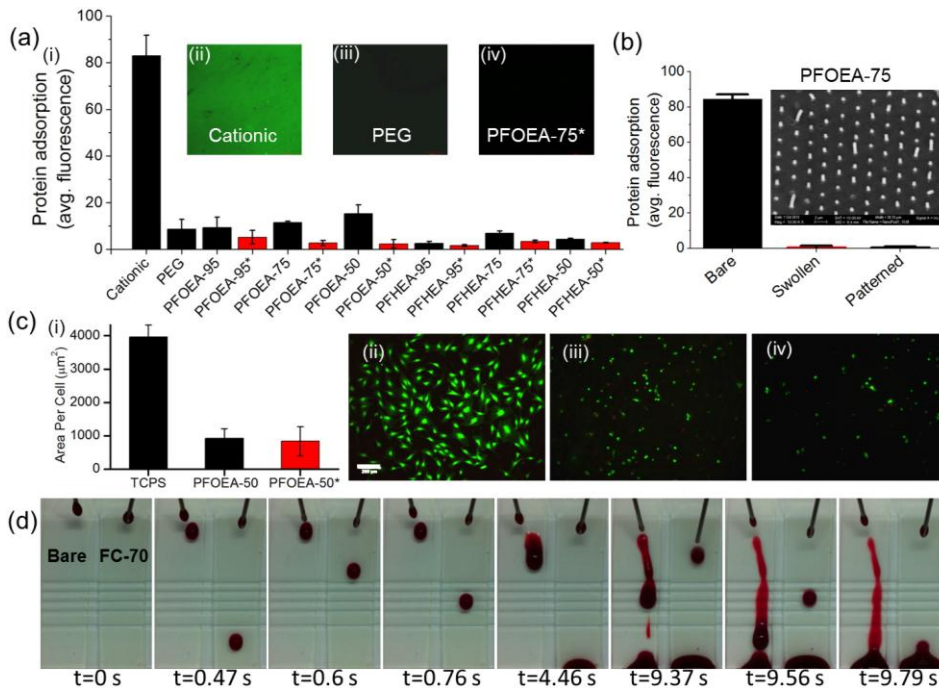 (a)
(i)
Protein adsorption
(avg. fluorescence)
100
80
60
40
20
0
(ii)
Cationic
(iii)
PEG
(iv)
PFOEA-75*
Cationic
PEG
PFOEA-95
PFOEA-95*
PFOEA-75
PFOEA-75*
PFOEA-50
PFOEA-50*
PFHEA-95
PFHEA-95*
PFHEA-75
PFHEA-75*
PFHEA-50
PFHEA-50*
(b)
Protein adsorption
(avg. fluorescence)
100
80
60
40
20
0
PFOEA-75
Bare
Swollen
Patterned
(c)
(i)
Area Per Cell (μm²)
4000
3000
2000
1000
0
TCPS
PFOEA-50
PFOEA-50*
(ii)
(iii)
(iv)
(d)
Bare FC-70
t=0 s
t=0.47 s
t=0.6 s
t=0.76 s
t=4.46 s
t=9.37 s
t=9.56 s
t=9.79 s